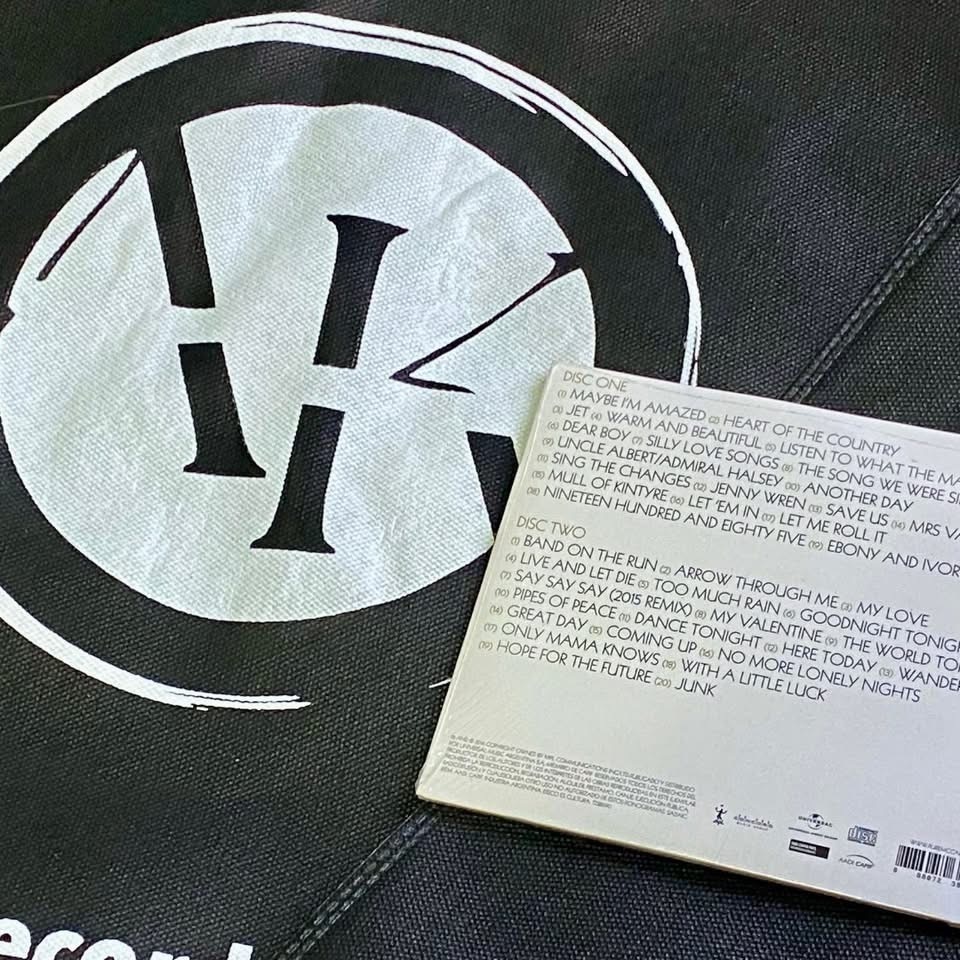 DISC ONE
(1) MAYBE I'M AMAZED (2) HEART OF THE COUNTRY
(3) JET (4) WARM AND BEAUTIFUL (5) LISTEN TO WHAT THE MA
(6) DEAR BOY (7) SILLY LOVE SONGS (8) THE SONG WE WERE SI
(9) UNCLE ALBERT/ADMIRAL HALSEY (10) ANOTHER DAY
(11) SING THE CHANGES (12) JENNY WREN (13) SAVE US (14) MRS VA
(15) MULL OF KINTYRE (16) LET 'EM IN (17) LET ME ROLL IT
(18) NINETEEN HUNDRED AND EIGHTY FIVE (19) EBONY AND IVOR
DISC TWO
(1) BAND ON THE RUN (2) ARROW THROUGH ME (3) MY LOVE
(4) LIVE AND LET DIE (5) TOO MUCH RAIN (6) GOODNIGHT TONIGH
(7) SAY SAY SAY (2015 REMIX) (8) MY VALENTINE (9) THE WORLD TO
(10) PIPES OF PEACE (11) DANCE TONIGHT (12) HERE TODAY (13) WANDER
(14) GREAT DAY (15) COMING UP (16) NO MORE LONELY NIGHTS
(17) ONLY MAMA KNOWS (18) WITH A LITTLE LUCK
(19) HOPE FOR THE FUTURE (20) JUNK
UNIVERSAL
disc
AADI CAPIF
ecord